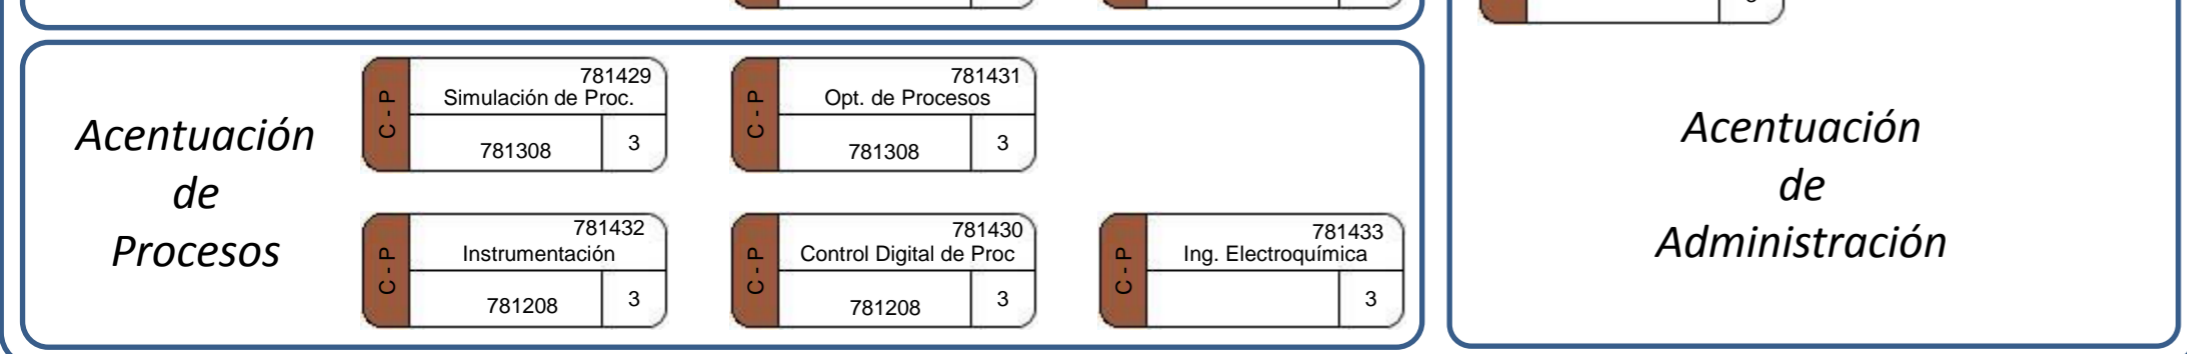 Acentuación
de
Procesos
C - P
781429
Simulación de Proc.
781308
3
C - P
781431
Opt. de Procesos
781308
3
C - P
781432
Instrumentación
781208
3
C - P
781430
Control Digital de Proc
781208
3
C - P
781433
Ing. Electroquímica
3
Acentuación
de
Administración